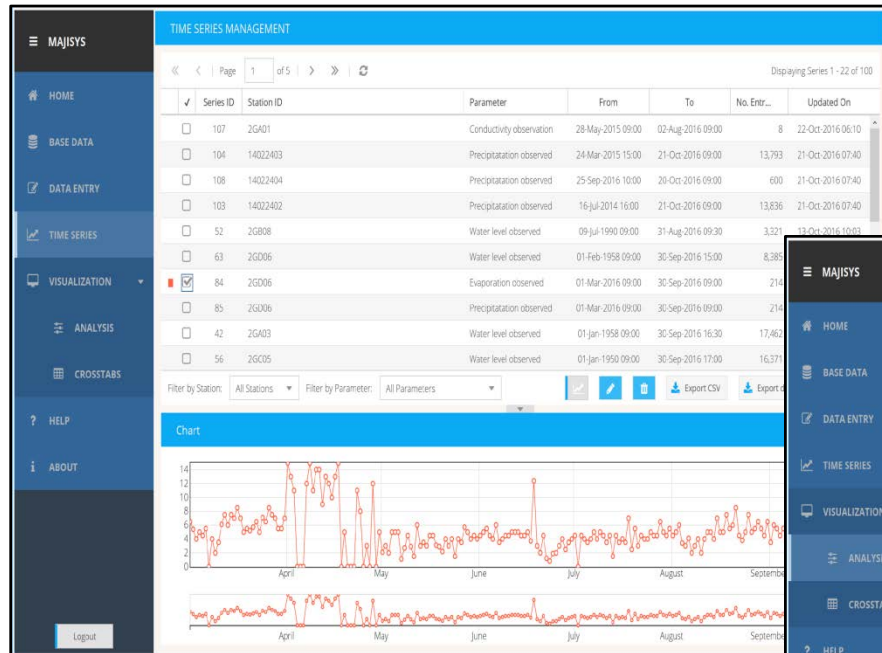 MAJISYS
HOME
BASE DATA
DATA ENTRY
TIME SERIES
VISUALIZATION
ANALYSIS
CROSSTABS
? HELP
i ABOUT
Logout
TIME SERIES MANAGEMENT
Page 1 of 5
Displaying Series 1 - 22 of 100
Series ID Station ID Parameter From To No. Entr... Updated On
107 2GA01 Conductivity observation 28-May-2015 09:00 02-Aug-2016 09:00 8 22-Oct-2016 06:10
104 14022403 Precipitatation observed 24-Mar-2015 15:00 21-Oct-2016 09:00 13,793 21-Oct-2016 07:40
108 14022404 Precipitatation observed 25-Sep-2016 10:00 20-Oct-2016 09:00 600 21-Oct-2016 07:40
103 14022402 Precipitatation observed 16-Jul-2014 16:00 21-Oct-2016 09:00 13,836 21-Oct-2016 07:40
52 2GB08 Water level observed 09-Jul-1990 09:00 31-Aug-2016 09:30 3,321 13-Oct-2016 10:03
63 2GD06 Water level observed 01-Feb-1958 09:00 30-Sep-2016 15:00 8,385
84 2GD06 Evaporation observed 01-Mar-2016 09:00 30-Sep-2016 09:00 214
85 2GD06 Precipitatation observed 01-Mar-2016 09:00 30-Sep-2016 09:00 214
42 2GA03 Water level observed 01-Jan-1958 09:00 30-Sep-2016 16:30 17,462
56 2GC05 Water level observed 01-Jan-1950 09:00 30-Sep-2016 17:00 16,371
Filter by Station: All Stations Filter by Parameter: All Parameters Export CSV Export d
Chart
14
12
10
8
6
4
2
0
April May June July August Septembe
April May June July August Septembe
MAJISYS
HOME
BASE DATA
DATA ENTRY
TIME SERIES
VISUALIZATION
ANALYSI
CROSSTA
? HELP